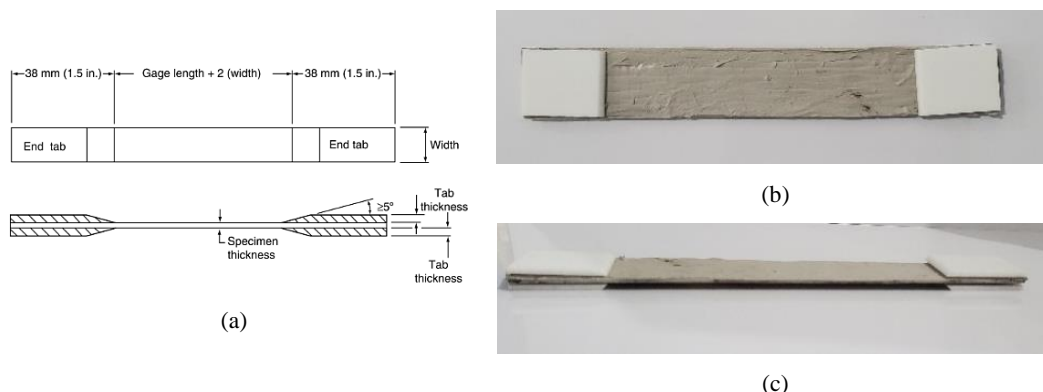 38 mm (1.5 in.) Gage length + 2 (width) 38 mm (1.5 in.)
End tab End tab Width
≥5° Tab
thickness
Specimen
thickness
Tab
thickness
(a)
(b)
(c)